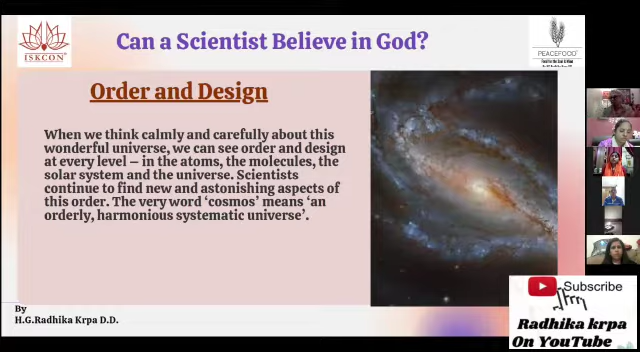 Can a Scientist Believe in God?
ISKCON
PEACEFOOD
Order and Design
When we think calmly and carefully about this
wonderful universe, we can see order and design
at every level – in the atoms, the molecules, the
solar system and the universe. Scientists
continue to find new and astonishing aspects of
this order. The very word ‘cosmos’ means ‘an
orderly, harmonious systematic universe’.
By
H.G.Radhika Krpa D.D.
Subscribe
Radhika krpa
On YouTube